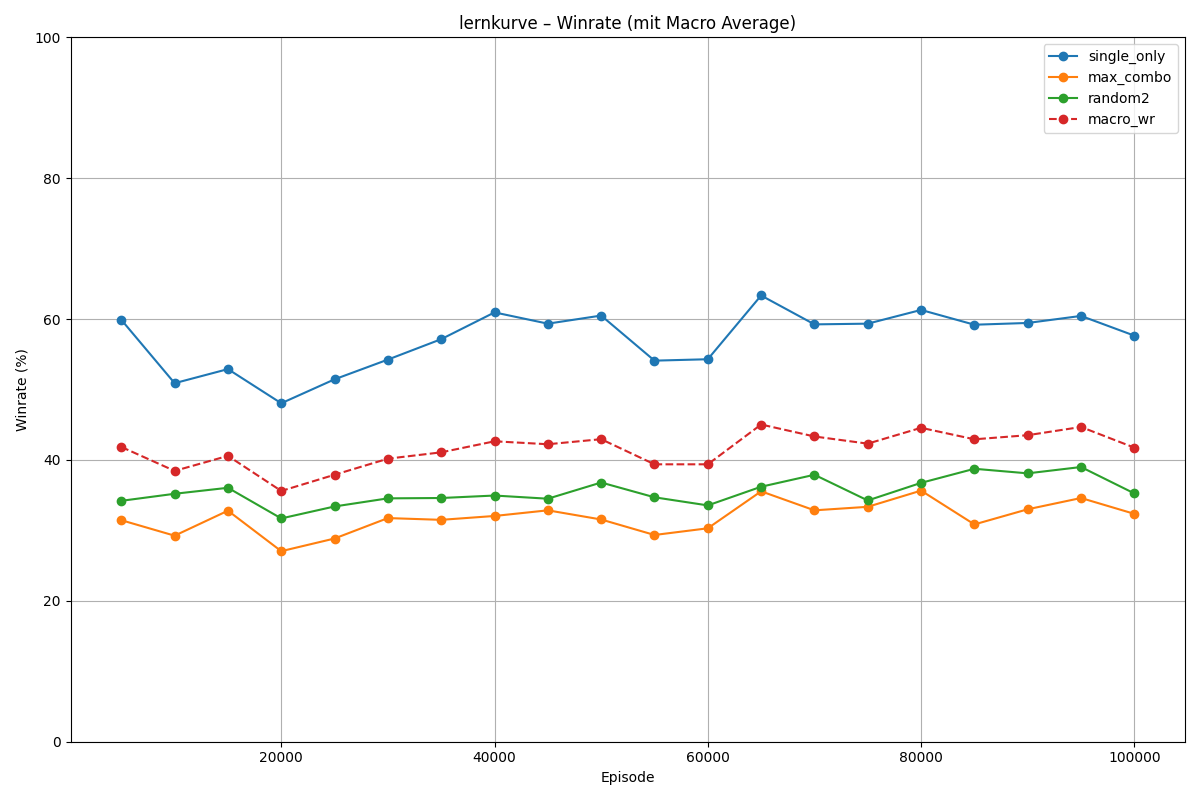 lernkurve – Winrate (mit Macro Average)
100
80
60
40
20
0
Winrate (%)
single_only
max_combo
random2
macro_wr
20000
40000
60000
80000
100000
Episode